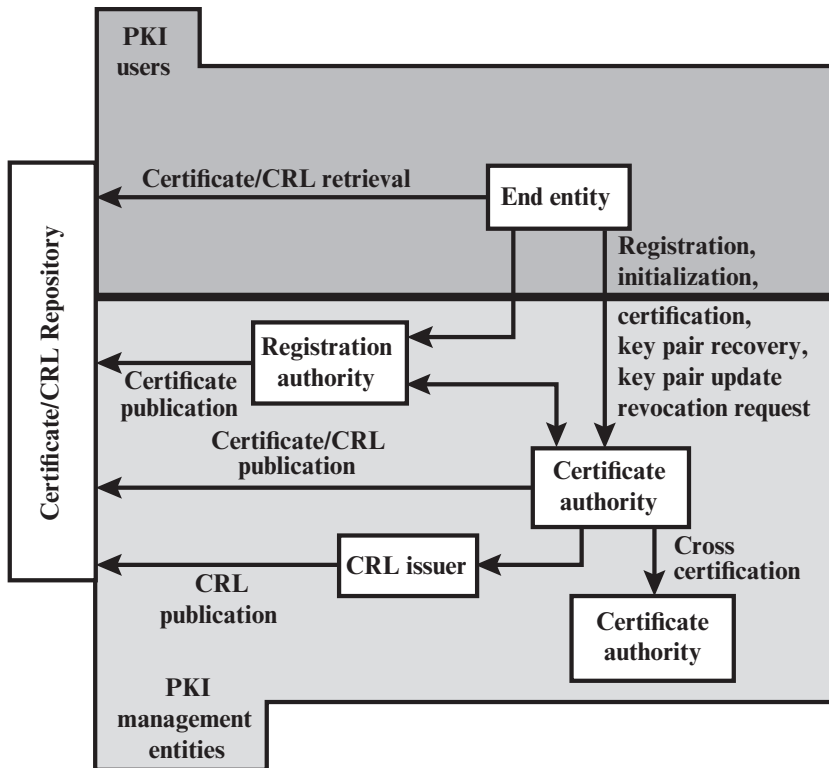 PKI
users
Certificate/CRL retrieval
End entity
Registration,
initialization,
certification,
key pair recovery,
key pair update
revocation request
Certificate/CRL Repository
Registration
authority
Certificate
publication
Certificate/CRL
publication
Certificate
authority
CRL issuer
CRL
publication
Cross
certification
Certificate
authority
PKI
management
entities